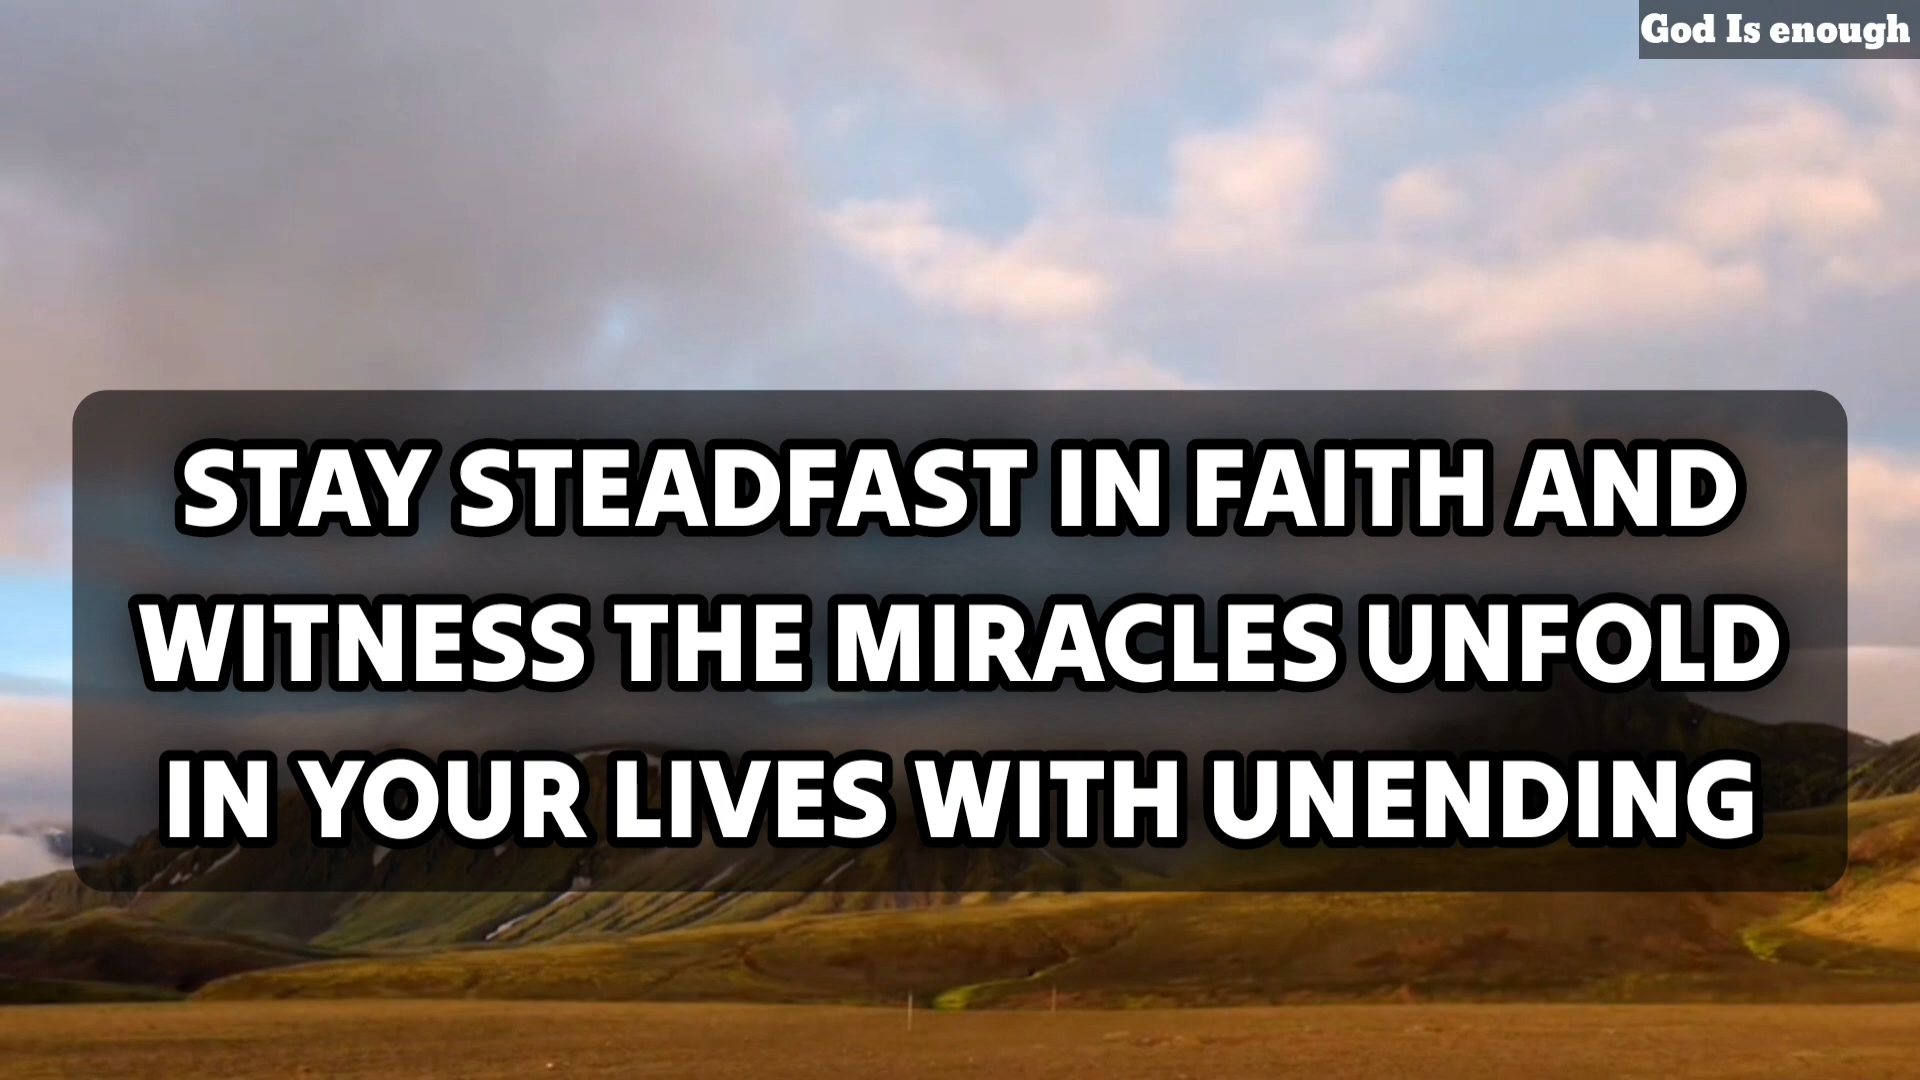 God Is enough
STAY STEADFAST IN FAITH AND
WITNESS THE MIRACLES UNFOLD
IN YOUR LIVES WITH UNENDING